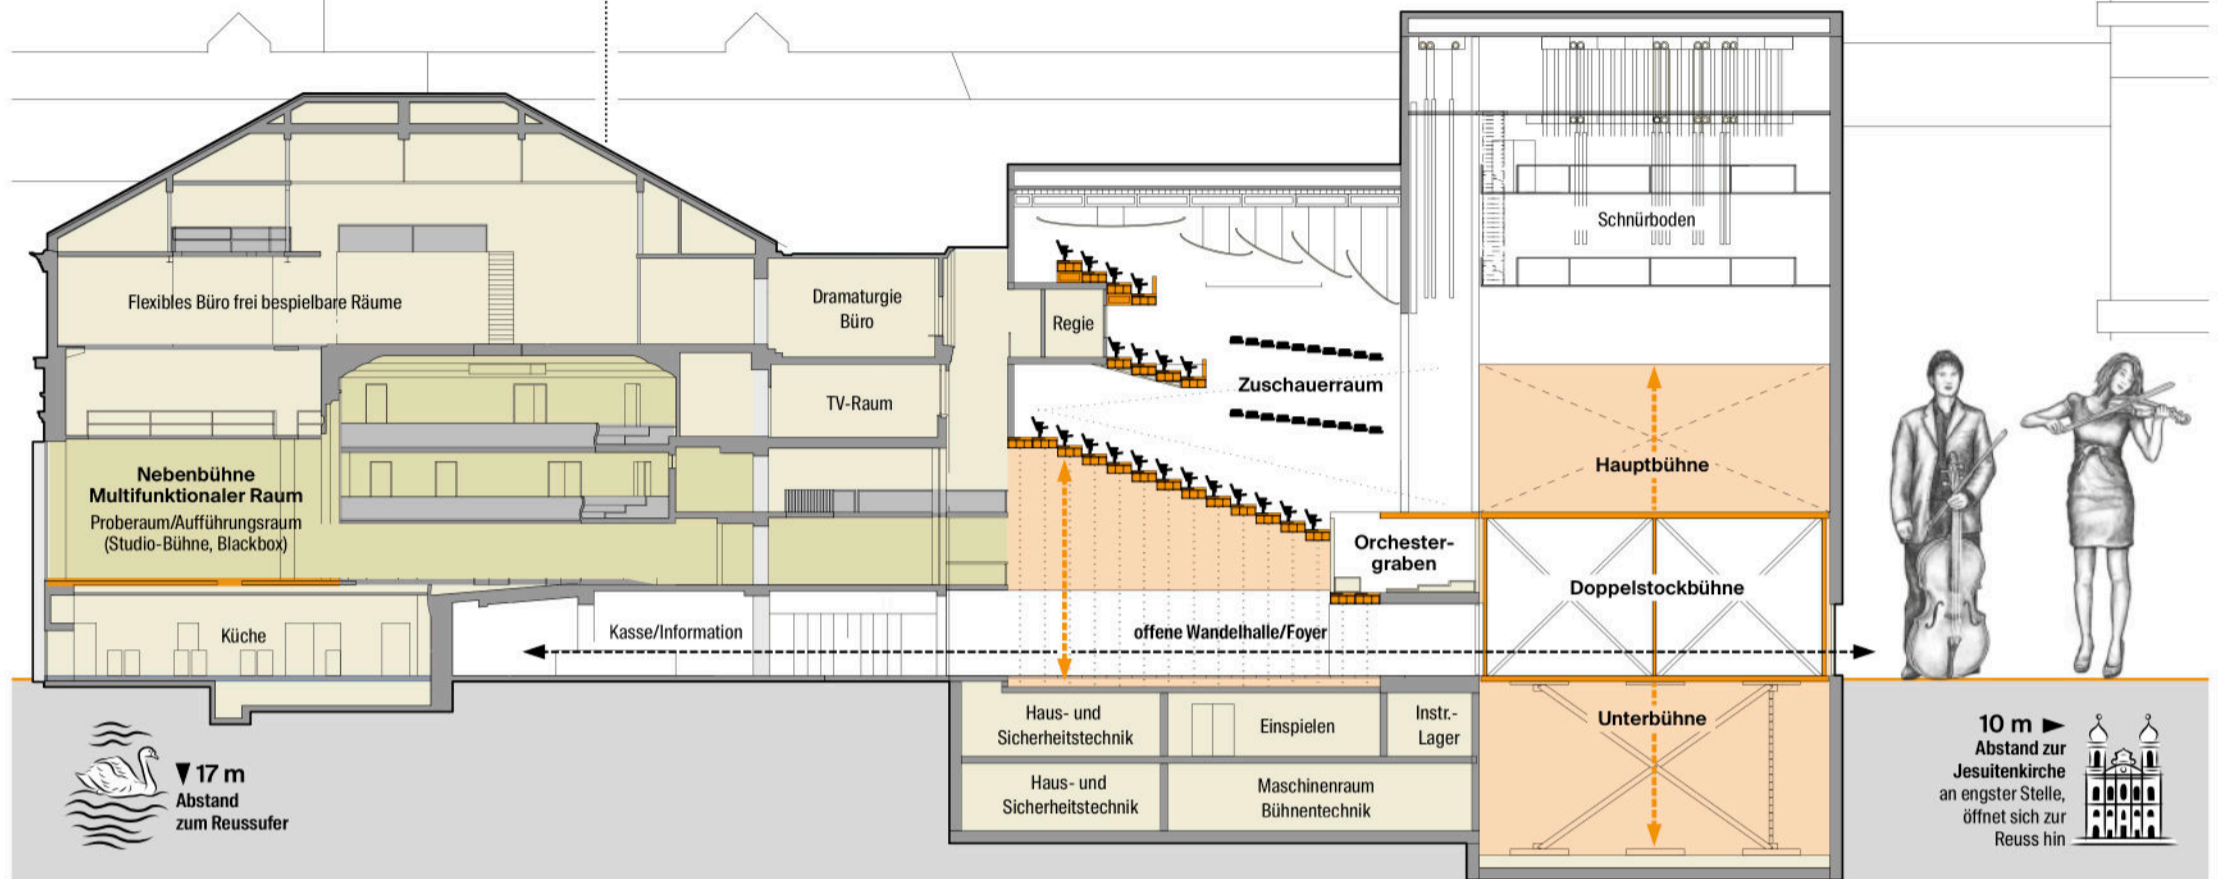 Schnürboden
Flexibles Büro frei bespielbare Räume
Dramaturgie
Büro
Regie
Zuschauerraum
TV-Raum
Hauptbühne
Nebenbühne
Multifunktionaler Raum
Proberaum/Aufführungsraum
(Studio-Bühne, Blackbox)
Orchester-
graben
Doppelstockbühne
Küche
Kasse/Information
offene Wandelhalle/Foyer
Haus- und
Sicherheitstechnik
Einspielen
Instr.-
Lager
Unterbühne
Haus- und
Sicherheitstechnik
Maschinenraum
Bühnentechnik
17 m
Abstand
zum Reussufer
10 m
Abstand zur
Jesuitenkirche
an engster Stelle,
öffnet sich zur
Reuss hin